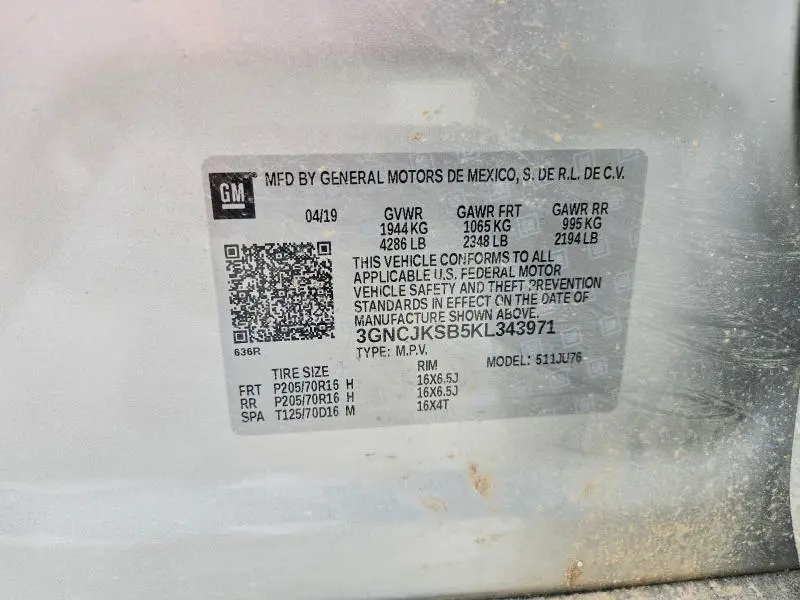 GM
MFD BY GENERAL MOTORS DE MEXICO, S. DE R.L. DE C.V.
04/19 GVWR GAWR FRT GAWR RR
1944 KG 1065 KG 995 KG
4286 LB 2348 LB 2194 LB
THIS VEHICLE CONFORMS TO ALL
APPLICABLE U.S. FEDERAL MOTOR
VEHICLE SAFETY AND THEFT PREVENTION
STANDARDS IN EFFECT ON THE DATE OF
MANUFACTURE SHOWN ABOVE.
3GNCJKSB5KL343971
636R
TYPE: M.P.V. MODEL: 511JU76
TIRE SIZE RIM
FRT P205/70R16 H 16X6.5J
RR P205/70R16 H 16X6.5J
SPA T125/70D16 M 16X4T